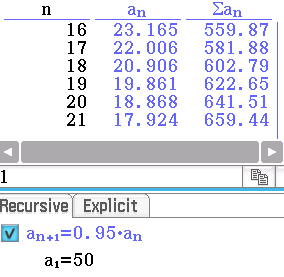 n aₙ Σaₙ
16 23.165 559.87
17 22.006 581.88
18 20.906 602.79
19 19.861 622.65
20 18.868 641.51
21 17.924 659.44
1
Recursive Explicit
aₙ₊₁=0.95·aₙ
a₁=50